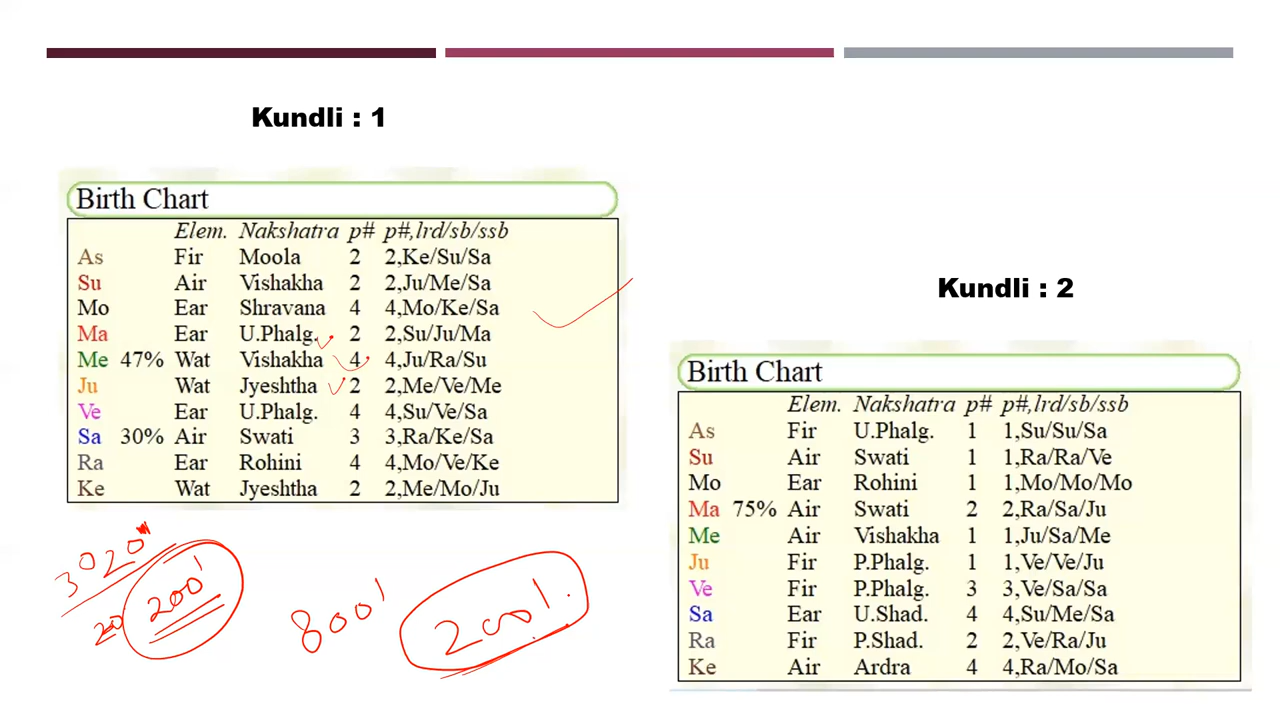 Kundli : 1
Birth Chart
Elem. Nakshatra p# p#,lrd/sb/ssb
As Fir Moola 2 2,Ke/Su/Sa
Su Air Vishakha 2 2,Ju/Me/Sa
Mo Ear Shravana 4 4,Mo/Ke/Sa
Ma Ear U.Phalg. 2 2,Su/Ju/Ma
Me 47% Wat Vishakha 4 4,Ju/Ra/Su
Ju Wat Jyeshtha 2 2,Me/Ve/Me
Ve Ear U.Phalg. 4 4,Su/Ve/Sa
Sa 30% Air Swati 3 3,Ra/Ke/Sa
Ra Ear Rohini 4 4,Mo/Ve/Ke
Ke Wat Jyeshtha 2 2,Me/Mo/Ju
3020"
20
200'
800'
200'
Kundli : 2
Birth Chart
Elem. Nakshatra p# p#,lrd/sb/ssb
As Fir U.Phalg. 1 1,Su/Su/Sa
Su Air Swati 1 1,Ra/Ra/Ve
Mo Ear Rohini 1 1,Mo/Mo/Mo
Ma 75% Air Swati 2 2,Ra/Sa/Ju
Me Air Vishakha 1 1,Ju/Sa/Me
Ju Fir P.Phalg. 1 1,Ve/Ve/Ju
Ve Fir P.Phalg. 3 3,Ve/Sa/Sa
Sa Ear U.Shad. 4 4,Su/Me/Sa
Ra Fir P.Shad. 2 2,Ve/Ra/Ju
Ke Air Ardra 4 4,Ra/Mo/Sa